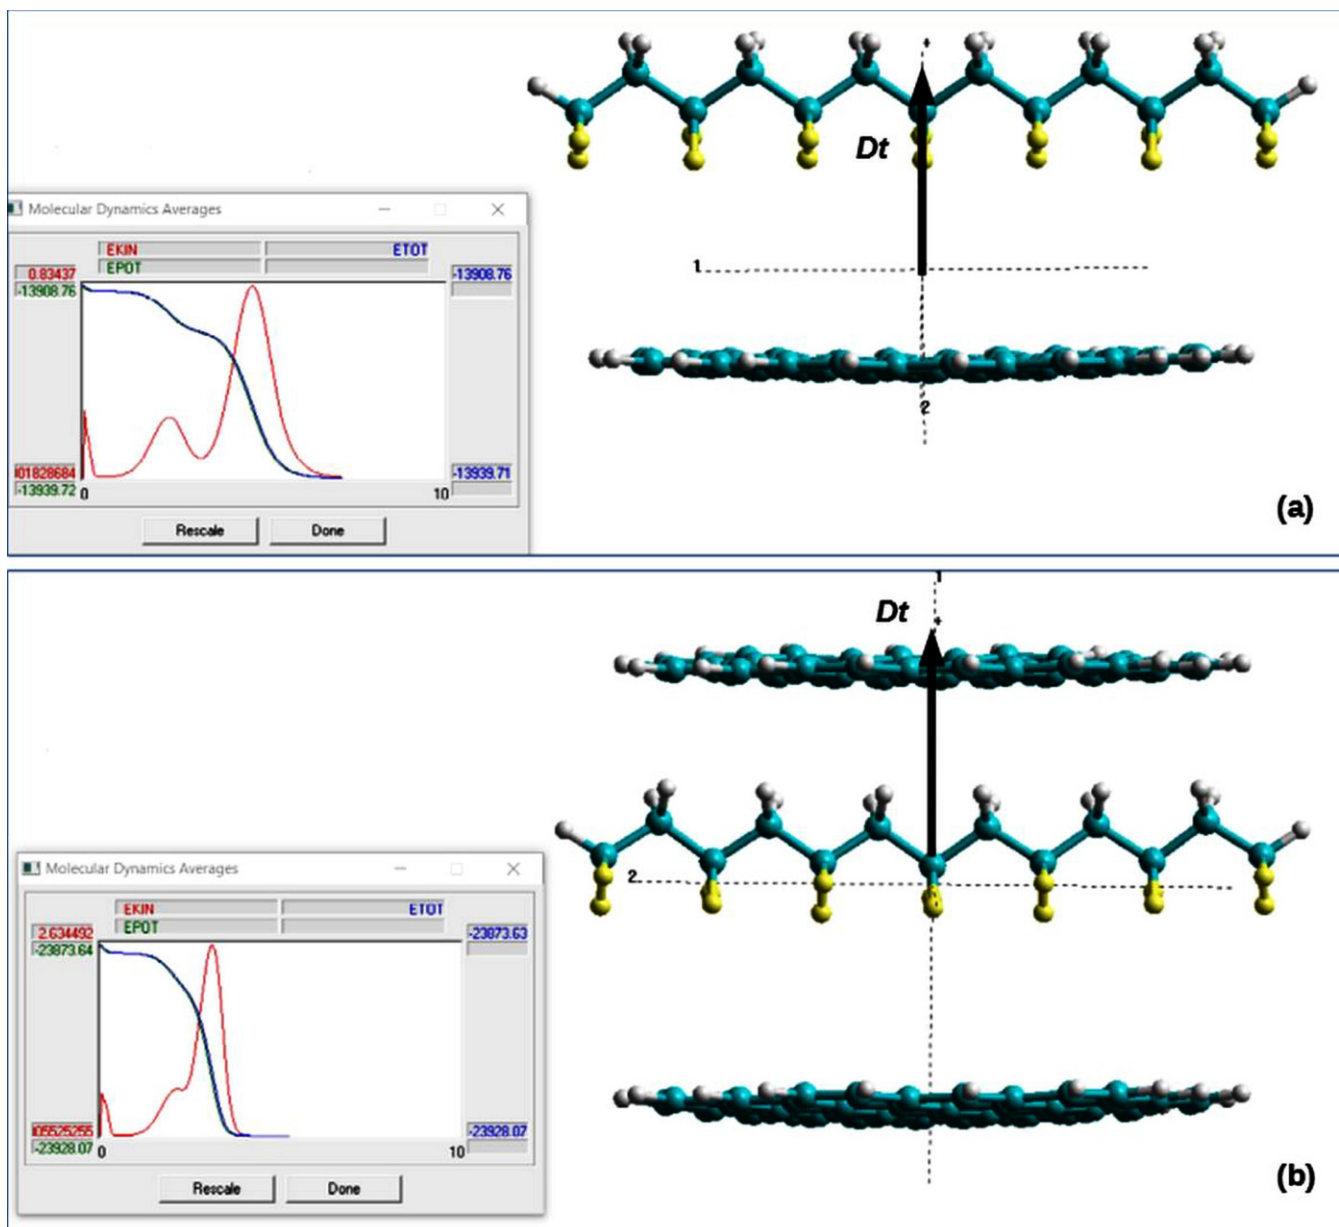 Dt
1
2
(a)
Molecular Dynamics Averages
EKIN ETOT
EPOT
0.83437 -13908.76
-13908.76
01828684 -13939.71
-13939.72 0 10
Rescale Done
1
Dt
2
(b)
Molecular Dynamics Averages
EKIN ETOT
EPOT
2.634492 -23873.63
-23873.64
05525255 -23928.07
-23928.07 0 10
Rescale Done